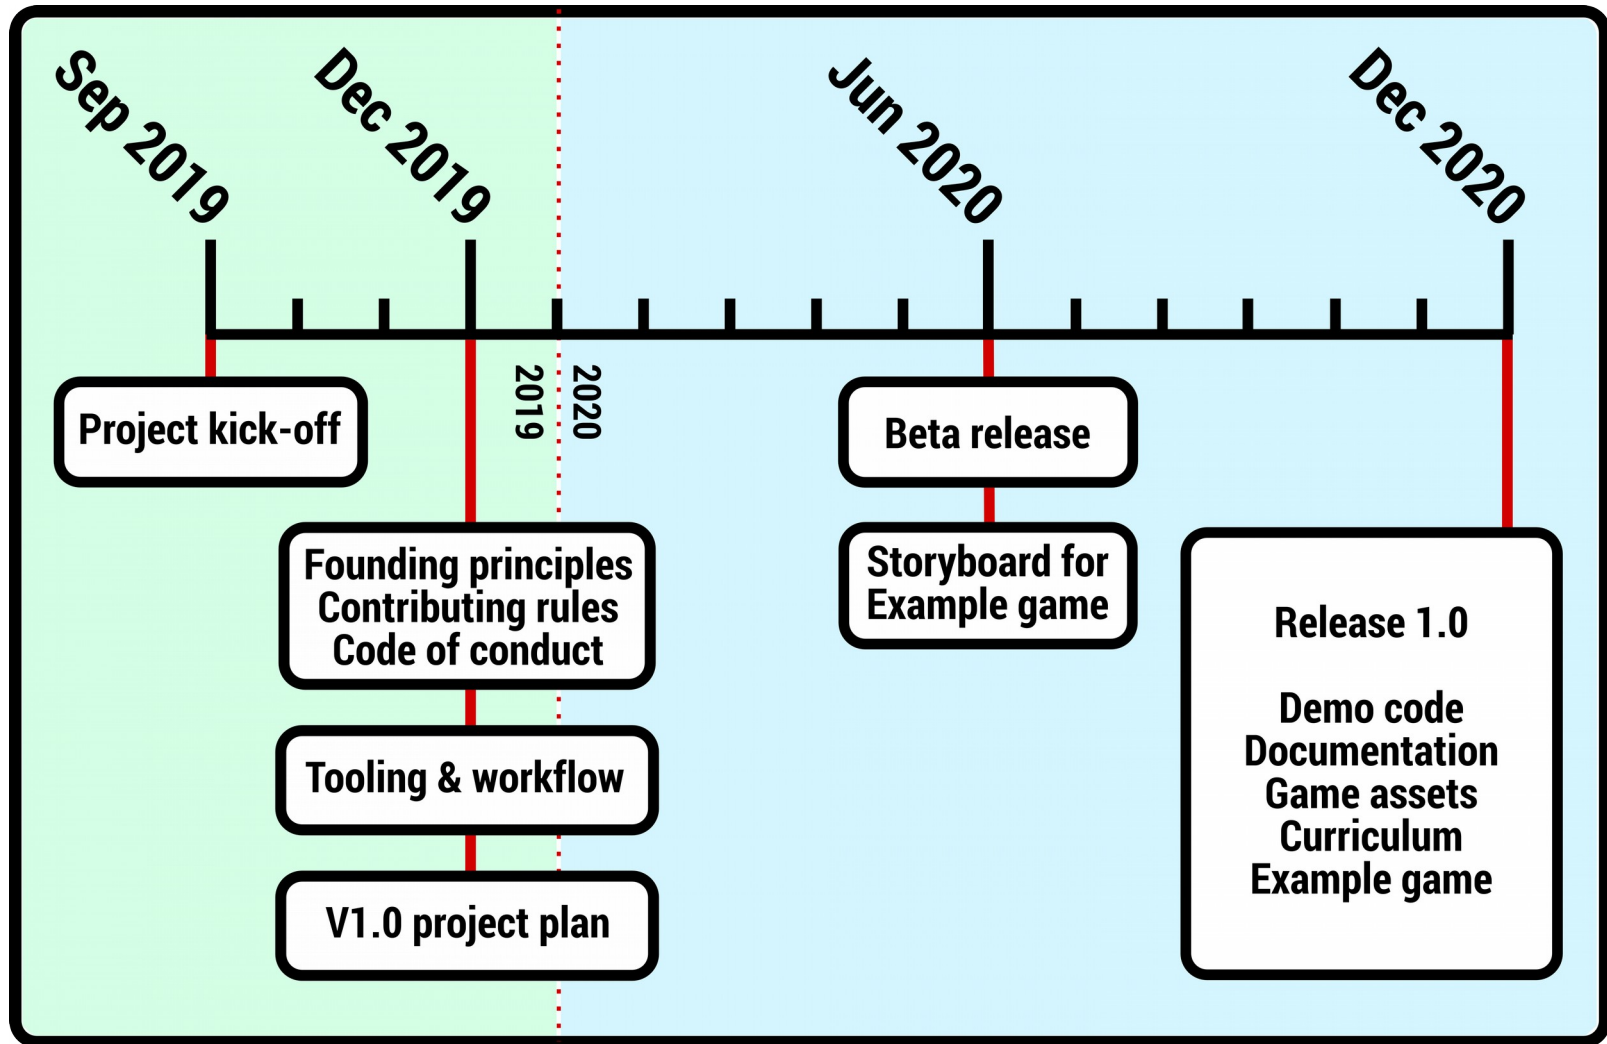 Sep 2019
Dec 2019
Jun 2020
Dec 2020
2019
2020
Project kick-off
Founding principles
Contributing rules
Code of conduct
Tooling & workflow
V1.0 project plan
Beta release
Storyboard for
Example game
Release 1.0
Demo code
Documentation
Game assets
Curriculum
Example game